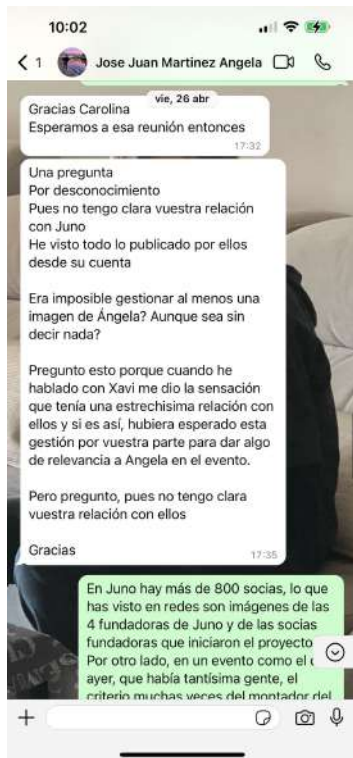 10:02
1
Jose Juan Martinez Angela
vie, 26 abr
Gracias Carolina
Esperamos a esa reunión entonces
17:32
Una pregunta
Por desconocimiento
Pues no tengo clara vuestra relación
con Juno
He visto todo lo publicado por ellos
desde su cuenta
Era imposible gestionar al menos una
imagen de Ángela? Aunque sea sin
decir nada?
Pregunto esto porque cuando he
hablado con Xavi me dio la sensación
que tenía una estrechisima relación con
ellos y si es así, hubiera esperado esta
gestión por vuestra parte para dar algo
de relevancia a Angela en el evento.
Pero pregunto, pues no tengo clara
vuestra relación con ellos
Gracias
17:35
En Juno hay más de 800 socias, lo que
has visto en redes son imágenes de las
4 fundadoras de Juno y de las socias
fundadoras que iniciaron el proyecto
Por otro lado, en un evento como el
ayer, que había tantísima gente, el
criterio muchas veces del montador del